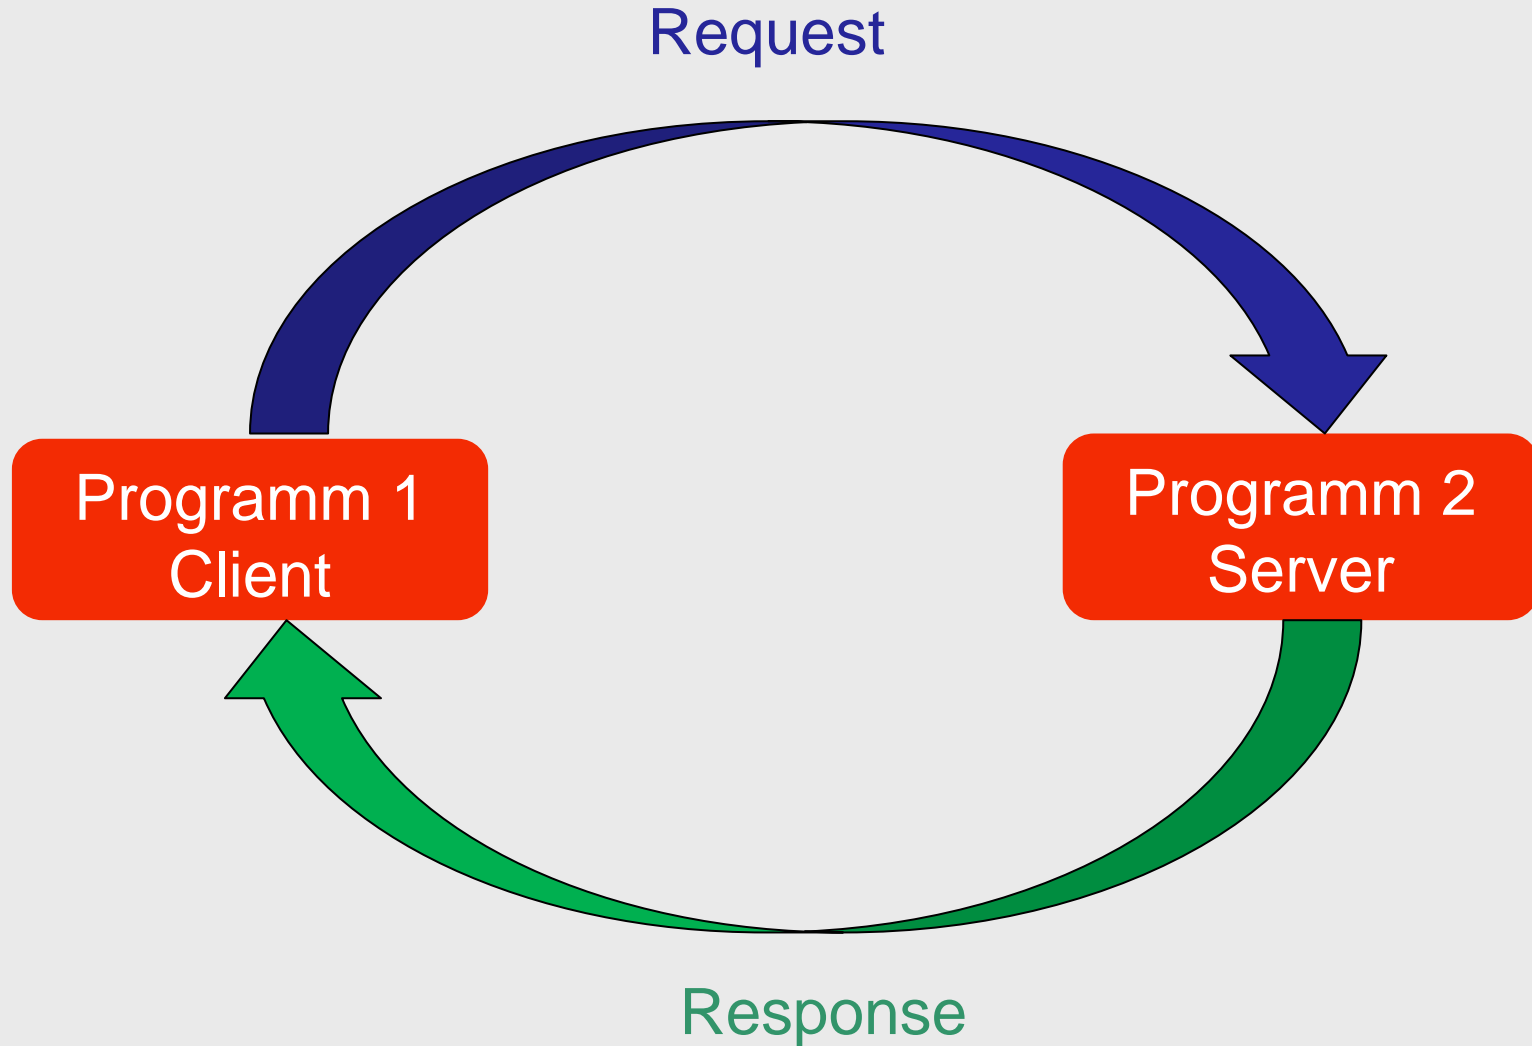 Request
Programm 1
Client
Programm 2
Server
Response